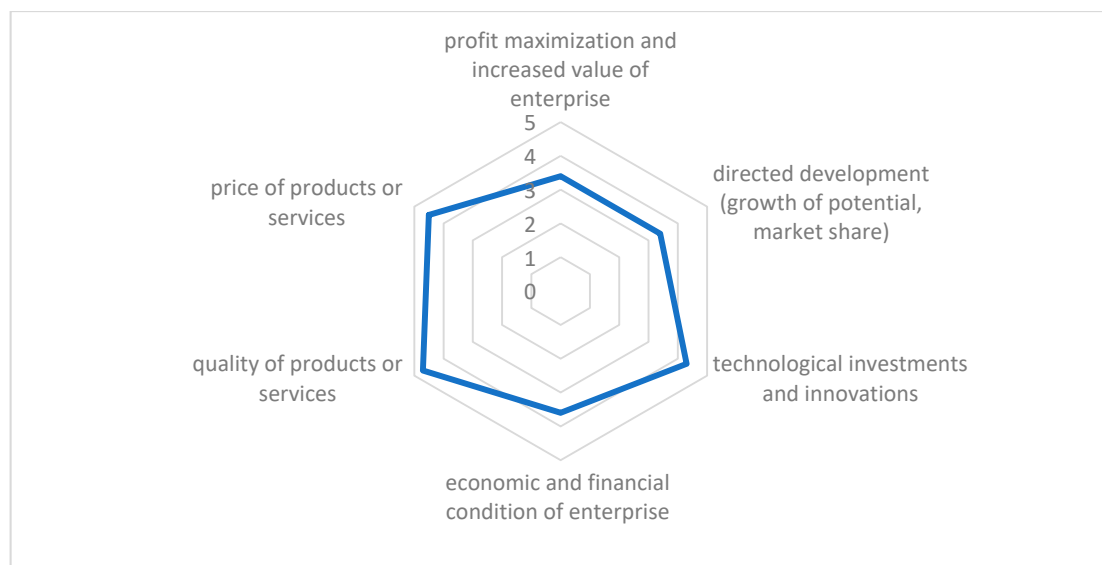 profit maximization and
increased value of
enterprise
5
4
3
2
1
0
directed development
(growth of potential,
market share)
technological investments
and innovations
economic and financial
condition of enterprise
quality of products or
services
price of products or
services